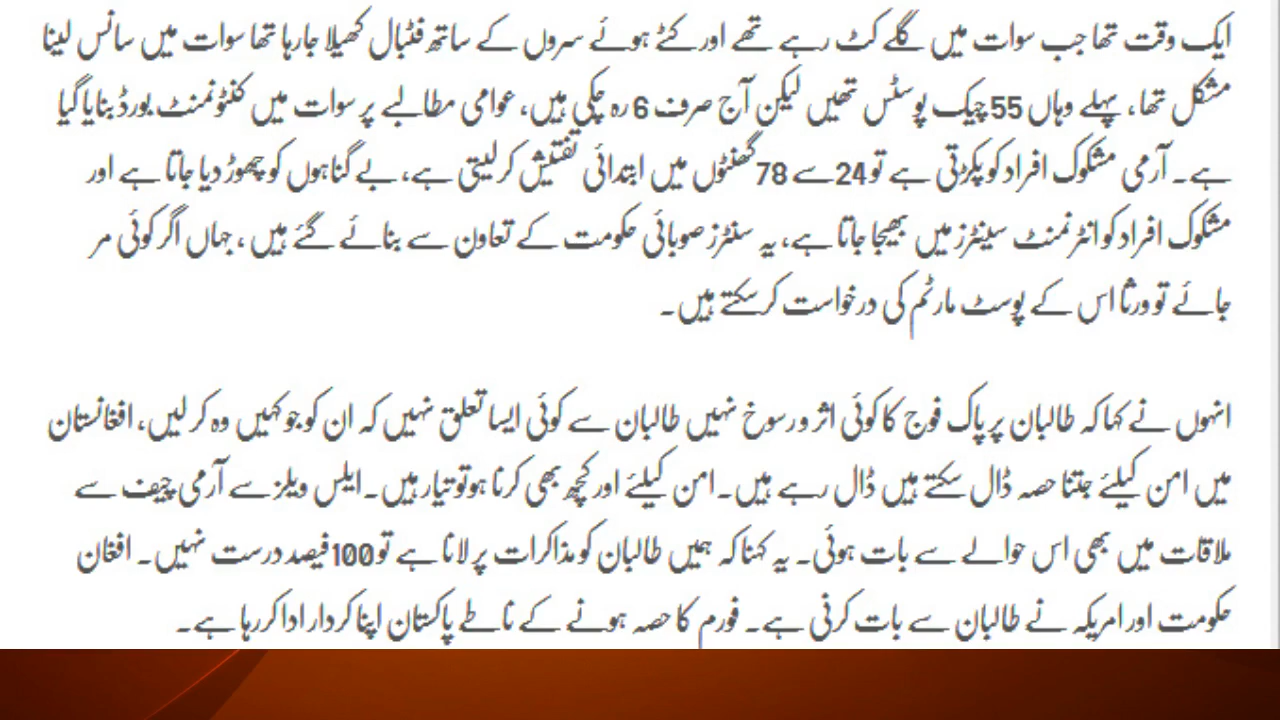 ایک وقت تھا جب سوات میں گلے کٹ رہے تھے اور کٹے ہوئے سروں کے ساتھ فٹبال کھیلا جارہا تھا سوات میں سانس لینا
مشکل تھا، پہلے وہاں 55 چیک پوسٹس تھیں لیکن آج صرف 6 رہ چکی ہیں، عوامی مطالبے پر سوات میں کنٹونمنٹ بورڈ بنایا گیا
ہے۔ آرمی مشکوک افراد کو پکڑتی ہے تو 24 سے 78 گھنٹوں میں ابتدائی تفتیش کرلیتی ہے، بے گناہوں کو چھوڑ دیا جاتا ہے اور
مشکوک افراد کو انٹرنمنٹ سینٹرز میں بھیجا جاتا ہے، یہ سنٹرز صوبائی حکومت کے تعاون سے بنائے گئے ہیں، جہاں اگر کوئی مر
جائے تو ورثا اس کے پوسٹ مارٹم کی درخواست کرسکتے ہیں۔
انہوں نے کہا کہ طالبان پر پاک فوج کا کوئی اثر و رسوخ نہیں طالبان سے کوئی ایسا تعلق نہیں کہ ان کو جو کہیں وہ کر لیں، افغانستان
میں امن کیلئے جتنا حصہ ڈال سکتے ہیں ڈال رہے ہیں۔ امن کیلئے اور کچھ بھی کرنا ہوتو تیار ہیں۔ ایلس ویلز سے آرمی چیف سے
ملاقات میں بھی اس حوالے سے بات ہوئی۔ یہ کہنا کہ ہمیں طالبان کو مذاکرات پر لانا ہے تو 100 فیصد درست نہیں۔ افغان
حکومت اور امریکہ نے طالبان سے بات کرنی ہے۔ فورم کا حصہ ہونے کے ناطے پاکستان اپنا کردار ادا کررہا ہے۔